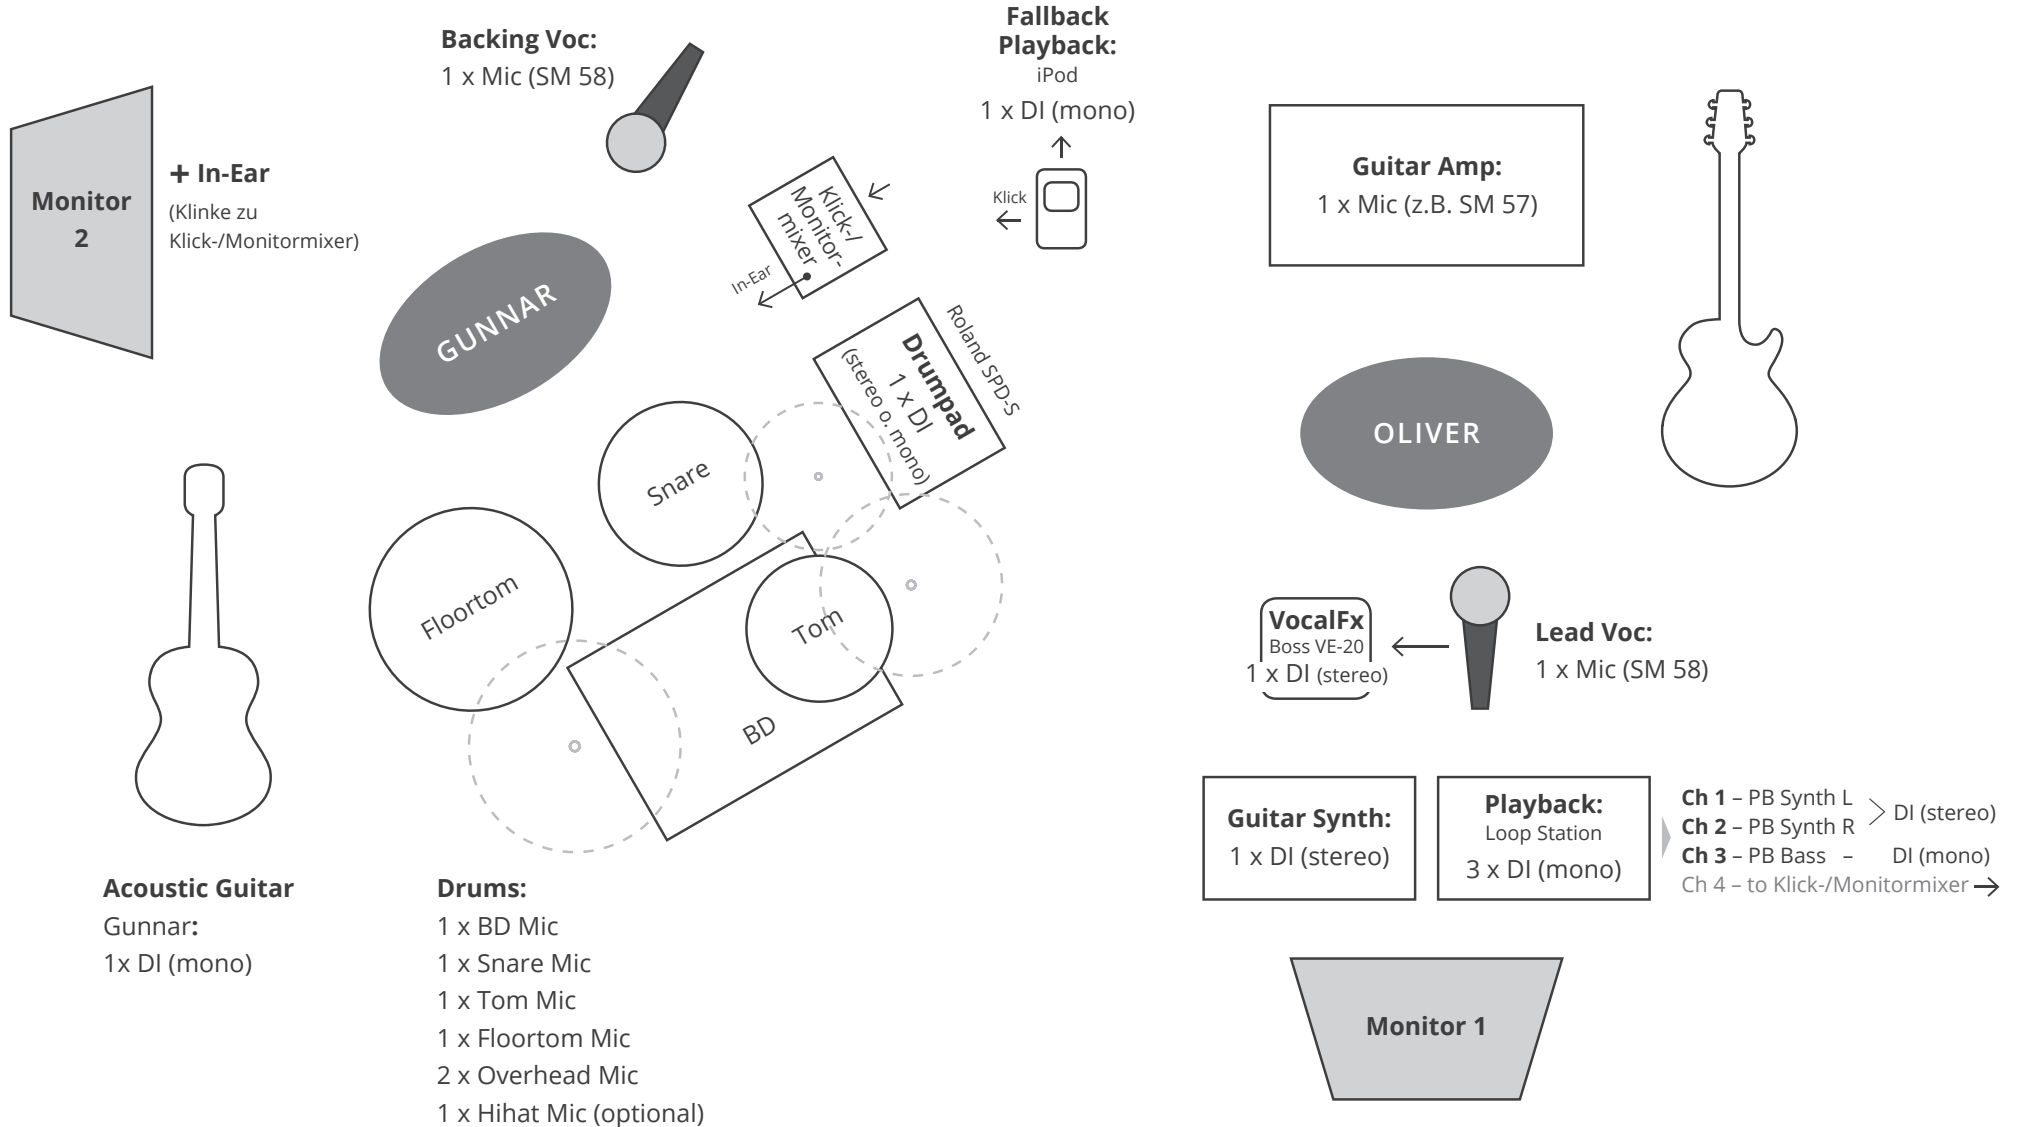 Backing Voc:
1 x Mic (SM 58)
Fallback
Playback:
iPod
1 x DI (mono)
Klick
Monitor
2
+ In-Ear
(Klinke zu
Klick-/Monitormixer)
GUNNAR
Klick-/
Monitor-
mixer
In-Ear
Roland SPD-S
Drumpad
1 x DI
(stereo o. mono)
Snare
Floortom
Tom
BD
Guitar Amp:
1 x Mic (z.B. SM 57)
OLIVER
VocalFx
Boss VE-20
1 x DI (stereo)
Lead Voc:
1 x Mic (SM 58)
Guitar Synth:
1 x DI (stereo)
Playback:
Loop Station
3 x DI (mono)
Ch 1 – PB Synth L
Ch 2 – PB Synth R
DI (stereo)
Ch 3 – PB Bass – DI (mono)
Ch 4 – to Klick-/Monitormixer
Monitor 1
Acoustic Guitar
Gunnar:
1x DI (mono)
Drums:
1 x BD Mic
1 x Snare Mic
1 x Tom Mic
1 x Floortom Mic
2 x Overhead Mic
1 x Hihat Mic (optional)